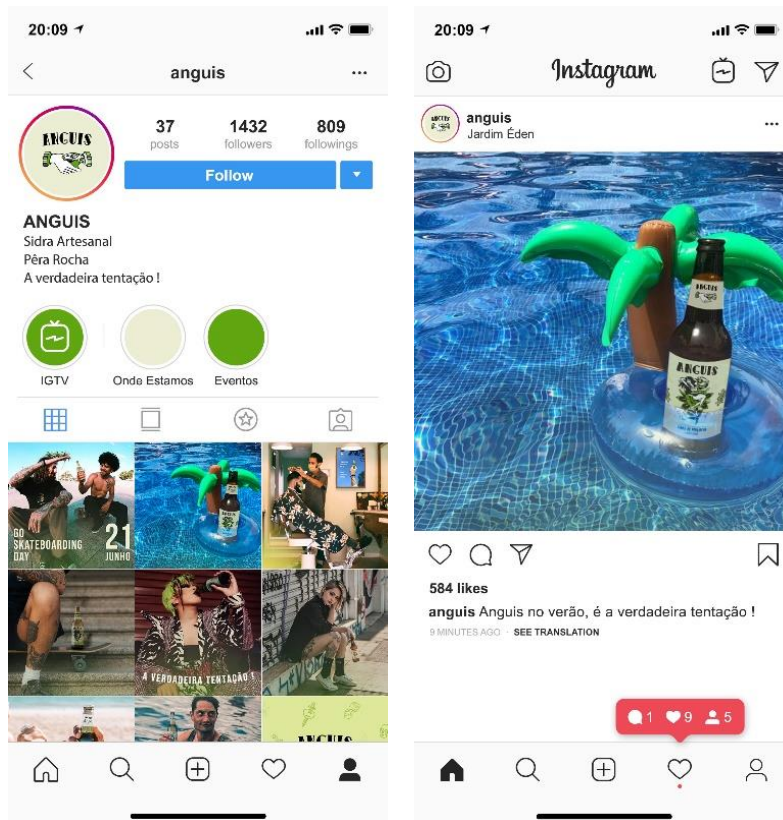 20:09
anguis
ANGUIS
37
posts
1432
followers
809
followings
Follow
ANGUIS
Sidra Artesanal
Pêra Rocha
A verdadeira tentação !
IGTV
Onde Estamos
Eventos
GO
SKATEBOARDING
DAY
21
JUNHO
A VERDADEIRA TENTAÇÃO !
ANGUIS
20:09
Instagram
ANGUIS
anguis
Jardim Éden
ANGUIS
ANGUIS
584 likes
anguis Anguis no verão, é a verdadeira tentação !
9 MINUTES AGO · SEE TRANSLATION
1 9 5